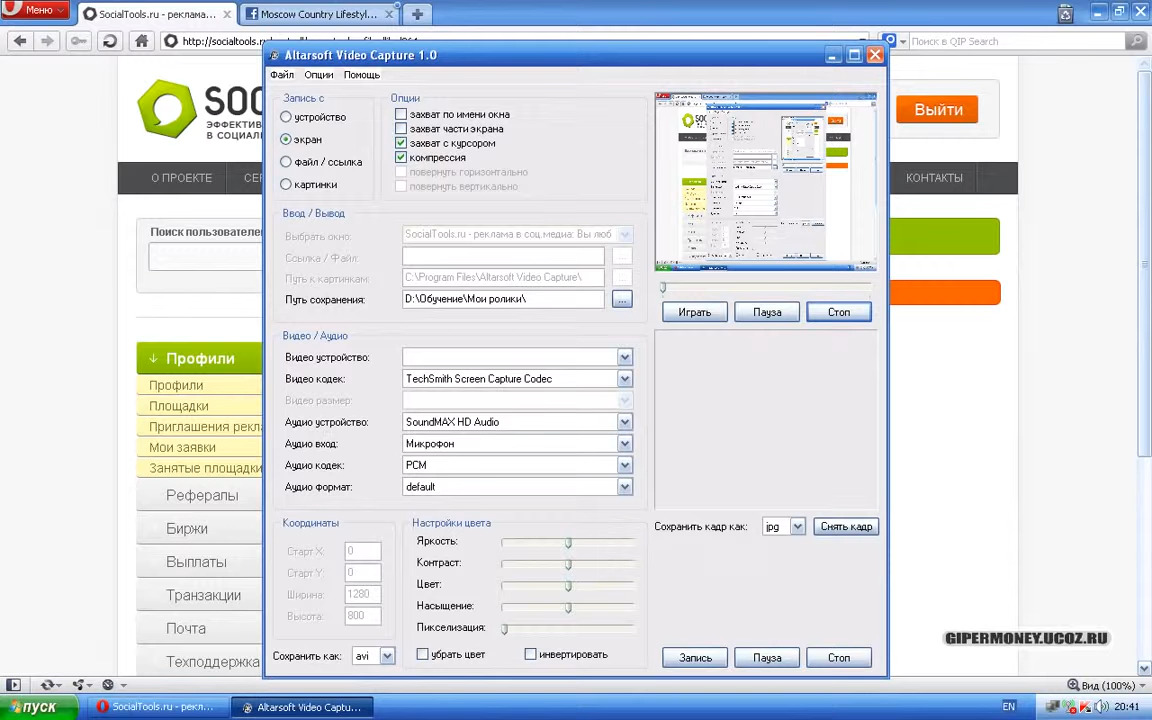 Меню
SocialTools.ru - реклама...
Moscow Country Lifestyl...
Поиск в QIP Search
Altarsoft Video Capture 1.0
Файл Опции Помощь
SOC
ЭФФЕКТИВ
В СОЦИАЛ
Выйти
О ПРОЕКТЕ
КОНТАКТЫ
Поиск пользователе
Запись с
устройство
экран
файл / ссылка
картинки
Опции
захват по имени окна
захват части экрана
захват с курсором
компрессия
повернуть горизонтально
повернуть вертикально
Ввод / Вывод
Выбрать окно: SocialTools.ru - реклама в соц.медиа: Вы люб
Ссылка / Файл:
Путь к картинкам: C:\Program Files\Altarsoft Video Capture\
Путь сохранения: D:\Обучение\Мои ролики\ ...
Играть Пауза Стоп
Видео / Аудио
Видео устройство:
Видео кодек: TechSmith Screen Capture Codec
Видео размер:
Аудио устройство: SoundMAX HD Audio
Аудио вход: Микрофон
Аудио кодек: PCM
Аудио формат: default
Профили
Профили
Площадки
Приглашения рекла
Мои заявки
Занятые площадки
Рефералы
Биржи
Выплаты
Транзакции
Почта
Техподдержка
Координаты
Старт X: 0
Старт Y: 0
Ширина: 1280
Высота: 800
Сохранить как: avi
Настройки цвета
Яркость:
Контраст:
Цвет:
Насыщение:
Пикселизация:
убрать цвет инвертировать
Сохранить кадр как: jpg Снять кадр
Запись Пауза Стоп
GIPERMONEY.UCOZ.RU
Вид (100%)
пуск
SocialTools.ru - рекл...
Altarsoft Video Captu...
EN
20:41